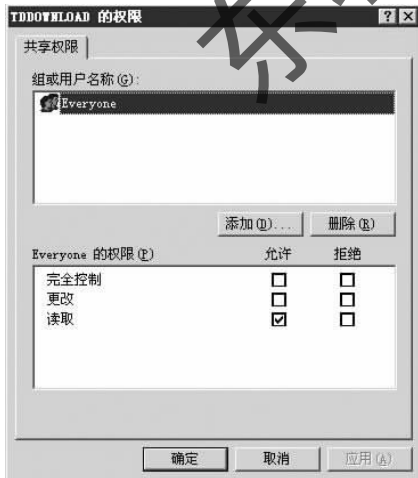 TDDOWNLOAD 的权限
共享权限
组或用户名称(G):
Everyone
添加(D)... 删除(R)
Everyone 的权限(P) 允许 拒绝
完全控制
更改
读取
确定 取消 应用(A)